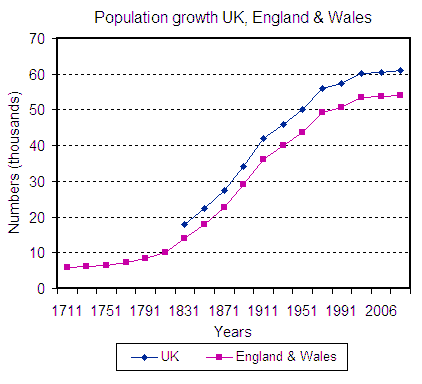 Population growth UK, England & Wales
70
60
50
40
30
20
10
0
Numbers (thousands)
1711 1751 1791 1831 1871 1911 1951 1991 2006
Years
UK England & Wales